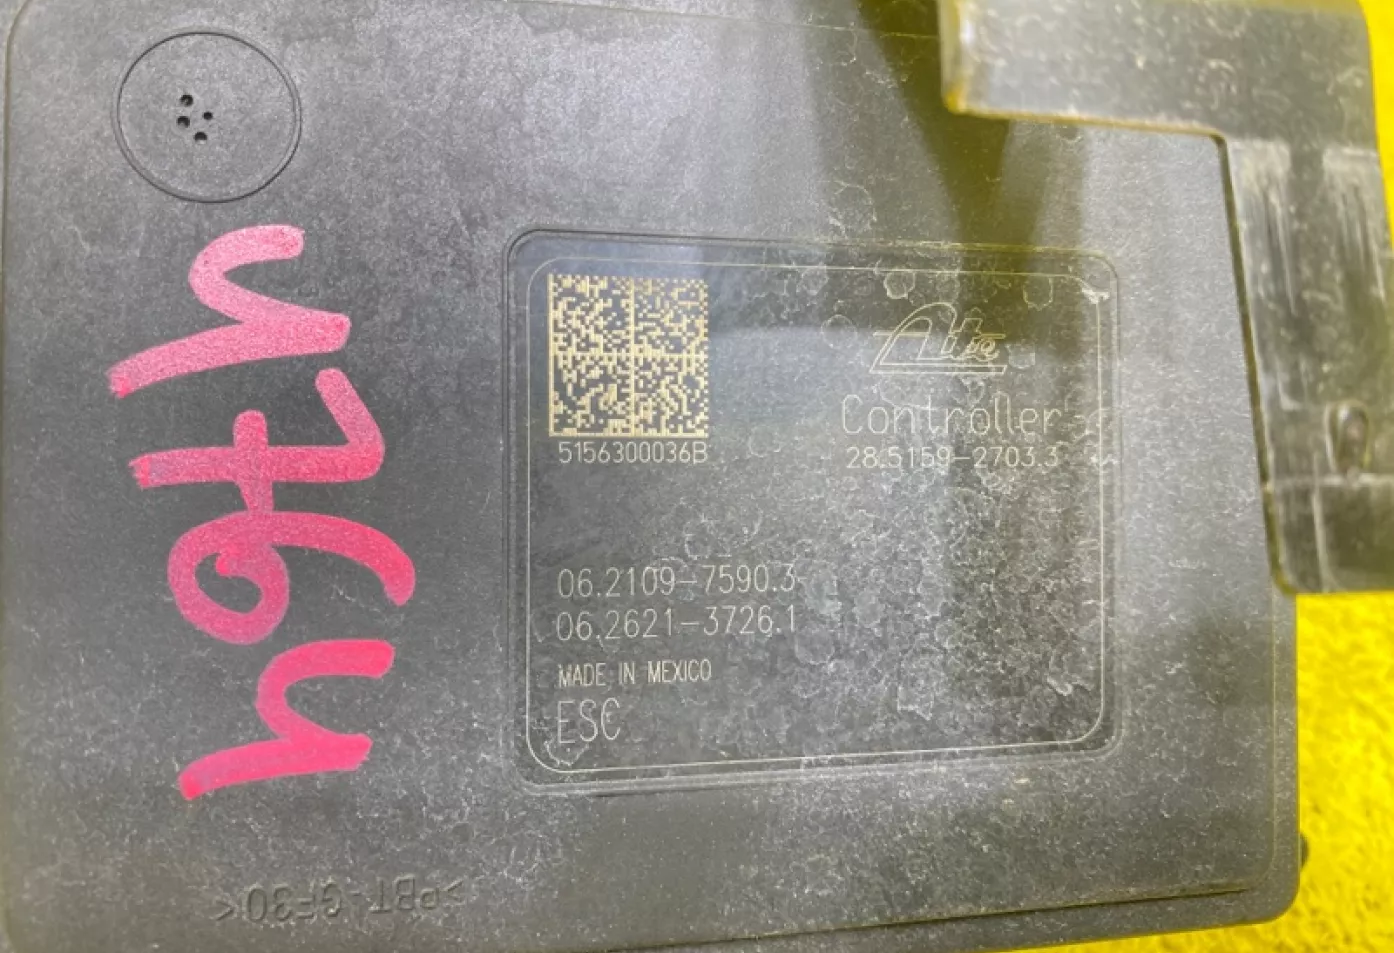 4764
5156300036B
Ate
Controller
28.5159-2703.3
06.2109-7590.3
06.2621-3726.1
MADE IN MEXICO
ESC
>PBT-GF30<